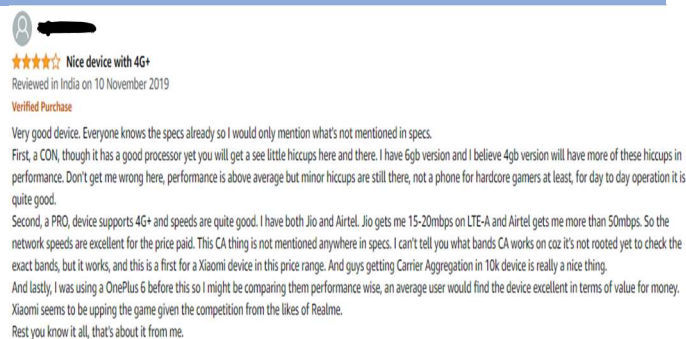 Nice device with 4G+
Reviewed in India on 10 November 2019
Verified Purchase
Very good device. Everyone knows the specs already so I would only mention what's not mentioned in specs.
First, a CON, though it has a good processor yet you will get a see little hiccups here and there. I have 6gb version and I believe 4gb version will have more of these hiccups in
performance. Don't get me wrong here, performance is above average but minor hiccups are still there, not a phone for hardcore gamers at least, for day to day operation it is
quite good.
Second, a PRO, device supports 4G+ and speeds are quite good. I have both Jio and Airtel. Jio gets me 15-20mbps on LTE-A and Airtel gets me more than 50mbps. So the
network speeds are excellent for the price paid. This CA thing is not mentioned anywhere in specs. I can't tell you what bands CA works on coz it's not rooted yet to check the
exact bands, but it works, and this is a first for a Xiaomi device in this price range. And guys getting Carrier Aggregation in 10k device is really a nice thing.
And lastly, I was using a OnePlus 6 before this so I might be comparing them performance wise, an average user would find the device excellent in terms of value for money.
Xiaomi seems to be upping the game given the competition from the likes of Realme.
Rest you know it all, that's about it from me.